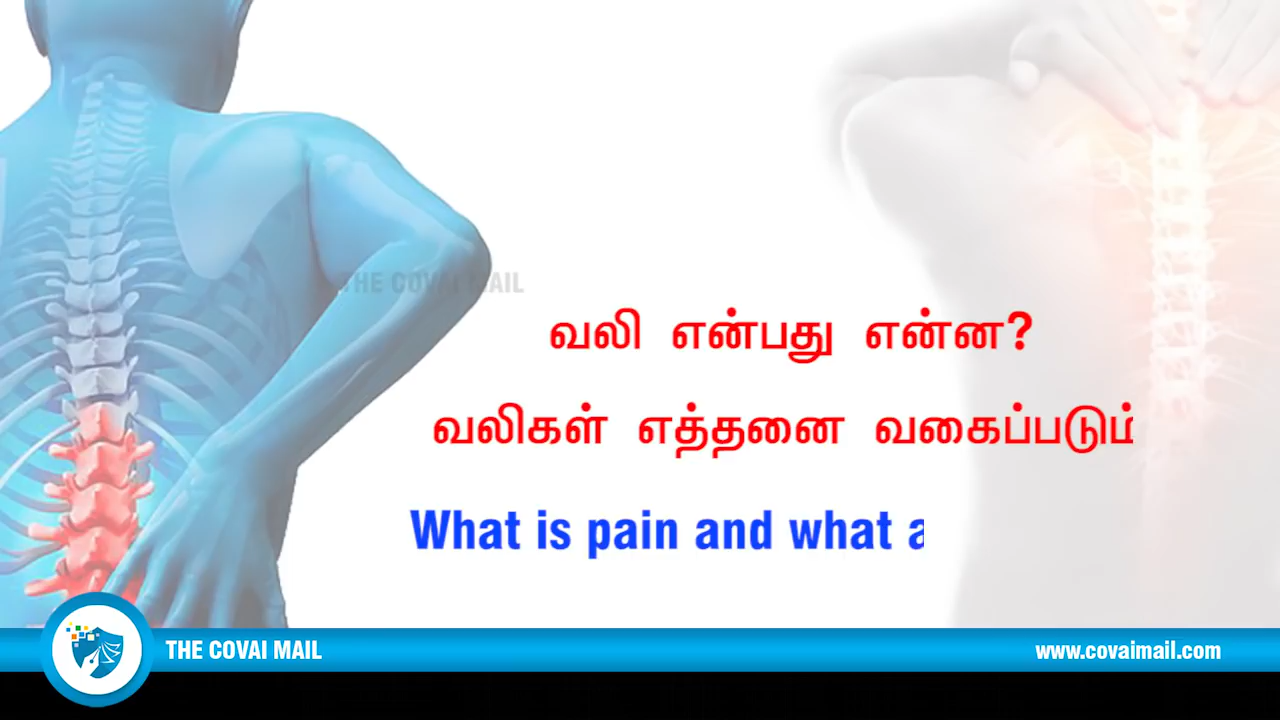 THE COVAI MAIL
வலி என்பது என்ன?
வலிகள் எத்தனை வகைப்படும்
What is pain and what a
THE COVAI MAIL
www.covaimail.com